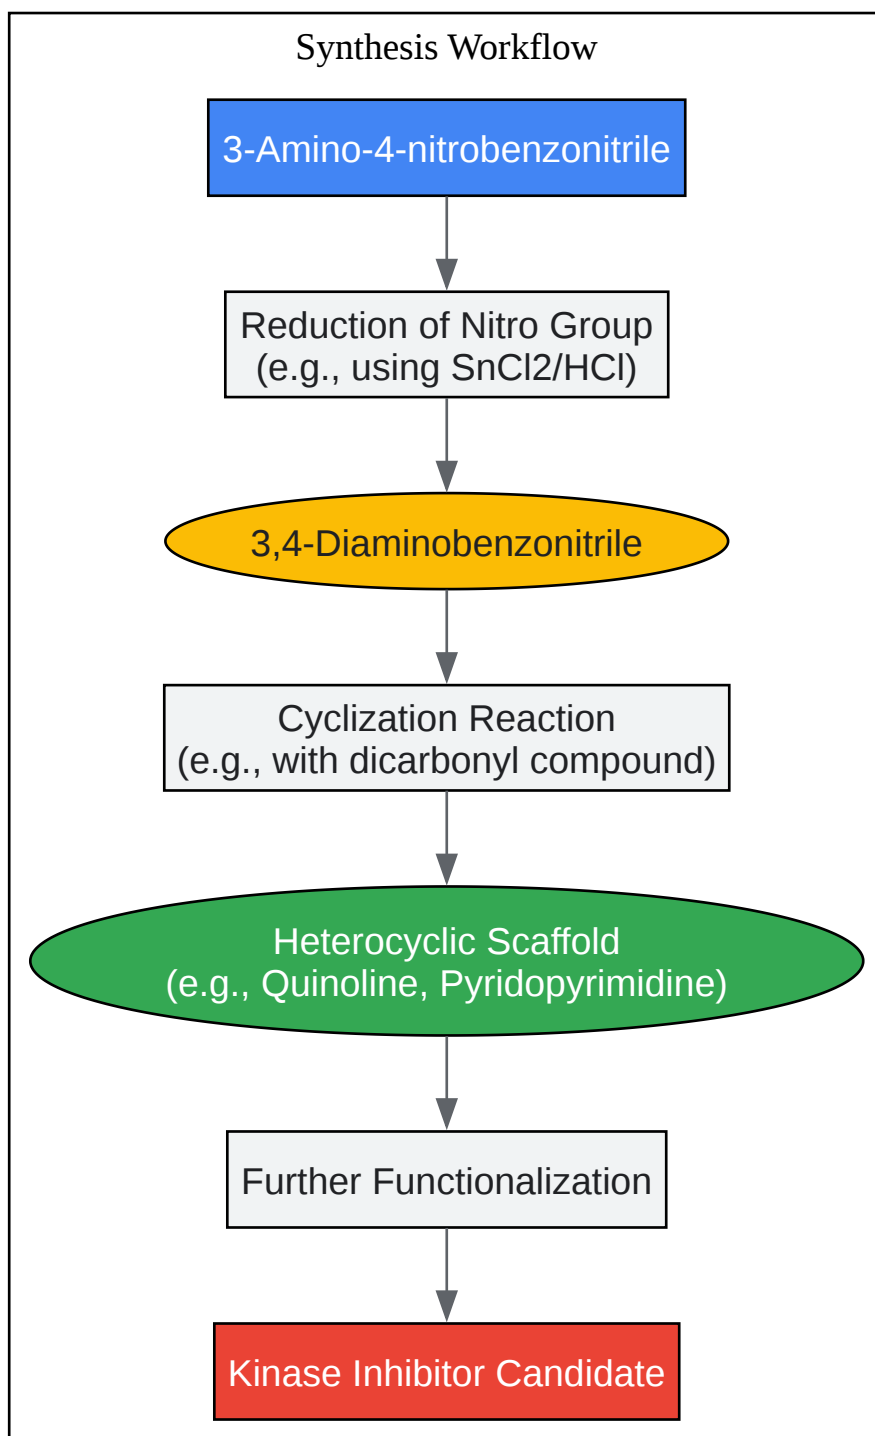 Synthesis Workflow
3-Amino-4-nitrobenzonitrile
Reduction of Nitro Group
(e.g., using SnCl2/HCl)
3,4-Diaminobenzonitrile
Cyclization Reaction
(e.g., with dicarbonyl compound)
Heterocyclic Scaffold
(e.g., Quinoline, Pyridopyrimidine)
Further Functionalization
Kinase Inhibitor Candidate